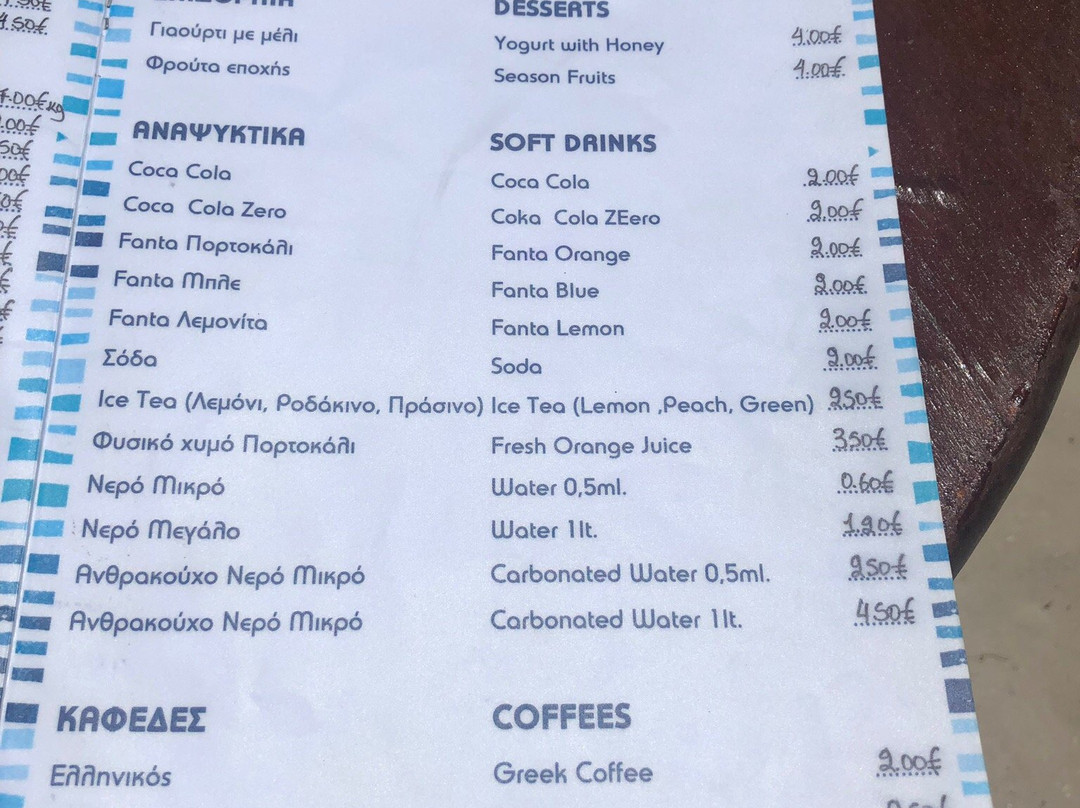 DESSERTS
Γιαούρτι με μέλι Yogurt with Honey 4.00€
Φρούτα εποχής Season Fruits 4.00€
ΑΝΑΨΥΚΤΙΚΑ SOFT DRINKS
Coca Cola Coca Cola 2.00€
Coca Cola Zero Coka Cola ZEero 2.00€
Fanta Πορτοκάλι Fanta Orange 2.00€
Fanta Μπλε Fanta Blue 2.00€
Fanta Λεμονίτα Fanta Lemon 2.00€
Σόδα Soda 2.00€
Ice Tea (Λεμόνι, Ροδάκινο, Πράσινο) Ice Tea (Lemon ,Peach, Green) 2.50€
Φυσικό χυμό Πορτοκάλι Fresh Orange Juice 3.50€
Νερό Μικρό Water 0,5ml. 0.60€
Νερό Μεγάλο Water 1lt. 1.20€
Ανθρακούχο Νερό Μικρό Carbonated Water 0,5ml. 2.50€
Ανθρακούχο Νερό Μικρό Carbonated Water 1lt. 4.50€
ΚΑΦΕΔΕΣ COFFEES
Ελληνικός Greek Coffee 2.00€